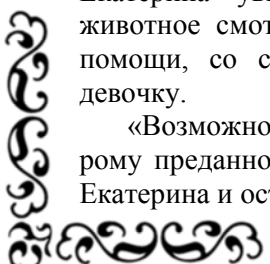 животное смот
помощи, со с
девочку.
«Возможно
рому преданно
Екатерина и ост